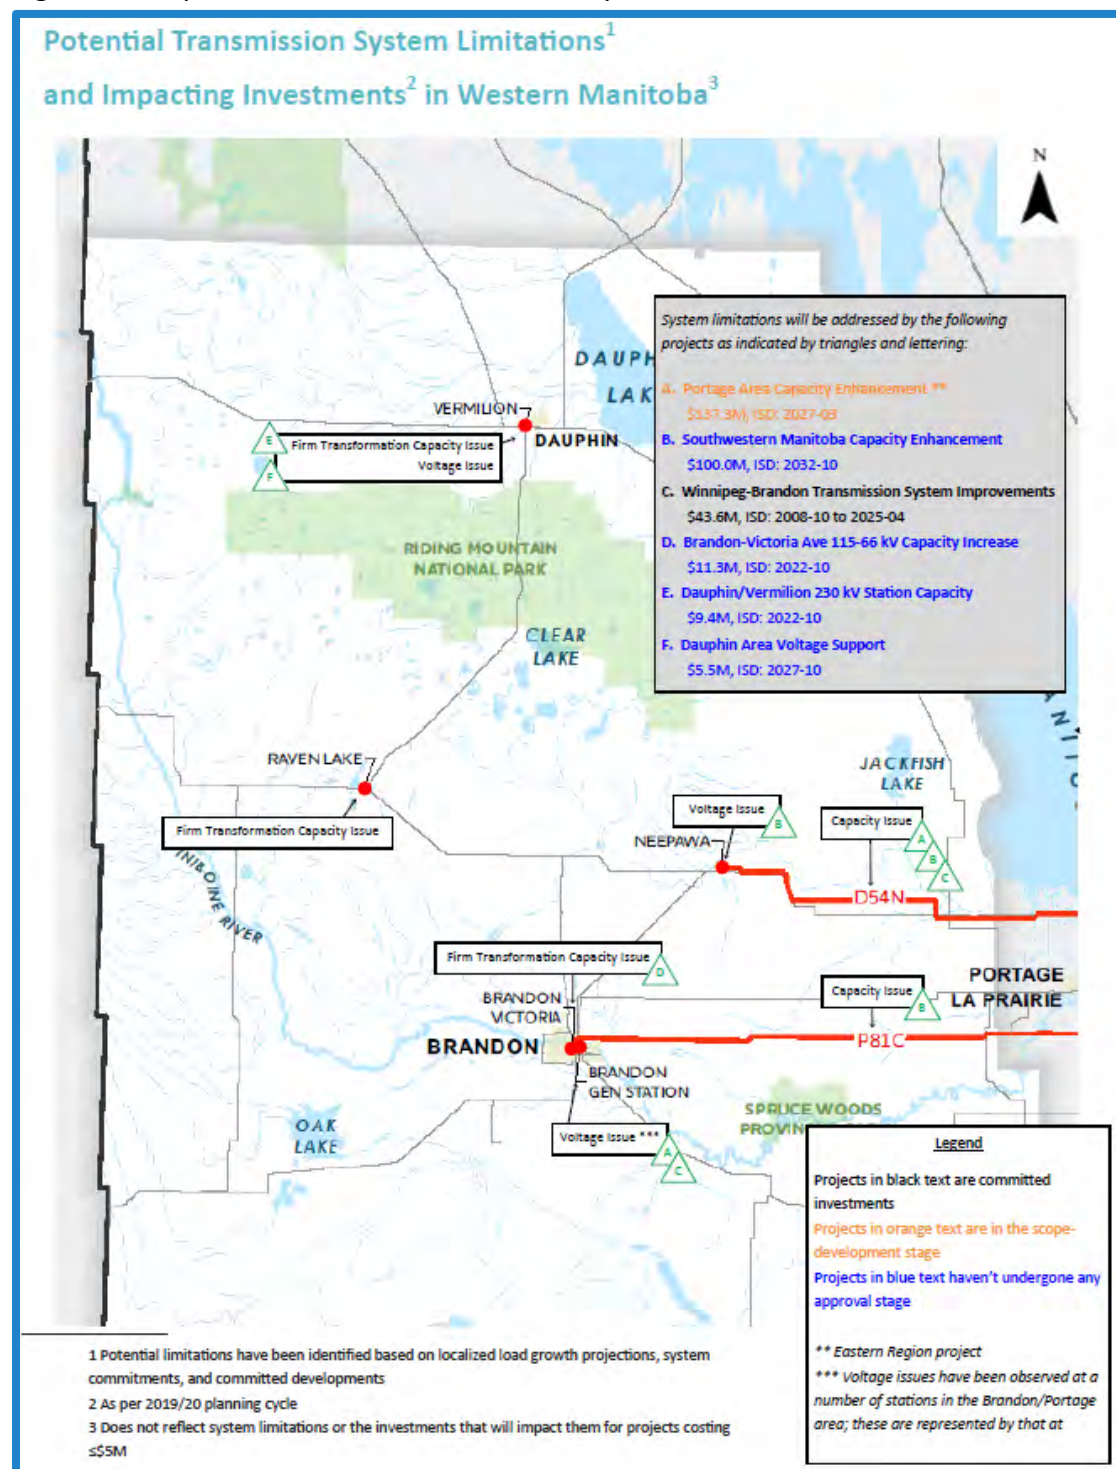 Potential Transmission System Limitations1
and Impacting Investments2 in Western Manitoba3
N
System limitations will be addressed by the following
projects as indicated by triangles and lettering:
A. Portage Area Capacity Enhancement **
$137.3M, ISD: 2027-03
B. Southwestern Manitoba Capacity Enhancement
$100.0M, ISD: 2032-10
C. Winnipeg-Brandon Transmission System Improvements
$43.6M, ISD: 2008-10 to 2025-04
D. Brandon-Victoria Ave 115-66 kV Capacity Increase
$11.3M, ISD: 2022-10
E. Dauphin/Vermilion 230 kV Station Capacity
$9.4M, ISD: 2022-10
F. Dauphin Area Voltage Support
$5.5M, ISD: 2027-10
DAUPH
LAK
VERMILION
DAUPHIN
E
Firm Transformation Capacity Issue
Voltage Issue
F
RIDING MOUNTAIN
NATIONAL PARK
CLEAR
LAKE
ANITO
RAVEN LAKE
Firm Transformation Capacity Issue
JACKFISH
LAKE
Voltage Issue
B
Capacity Issue
A
B
C
NEEPAWA
D54N
INIBOINE RIVER
Firm Transformation Capacity Issue
D
BRANDON
VICTORIA
BRANDON
Capacity Issue
B
PORTAGE
LA PRAIRIE
P81C
BRANDON
GEN STATION
OAK
LAKE
Voltage Issue ***
A
C
SPRUCE WOODS
PROVIN
Legend
Projects in black text are committed
investments
Projects in orange text are in the scope-
development stage
Projects in blue text haven't undergone any
approval stage
** Eastern Region project
*** Voltage issues have been observed at a
number of stations in the Brandon/Portage
area; these are represented by that at
1 Potential limitations have been identified based on localized load growth projections, system
commitments, and committed developments
2 As per 2019/20 planning cycle
3 Does not reflect system limitations or the investments that will impact them for projects costing
≤$5M